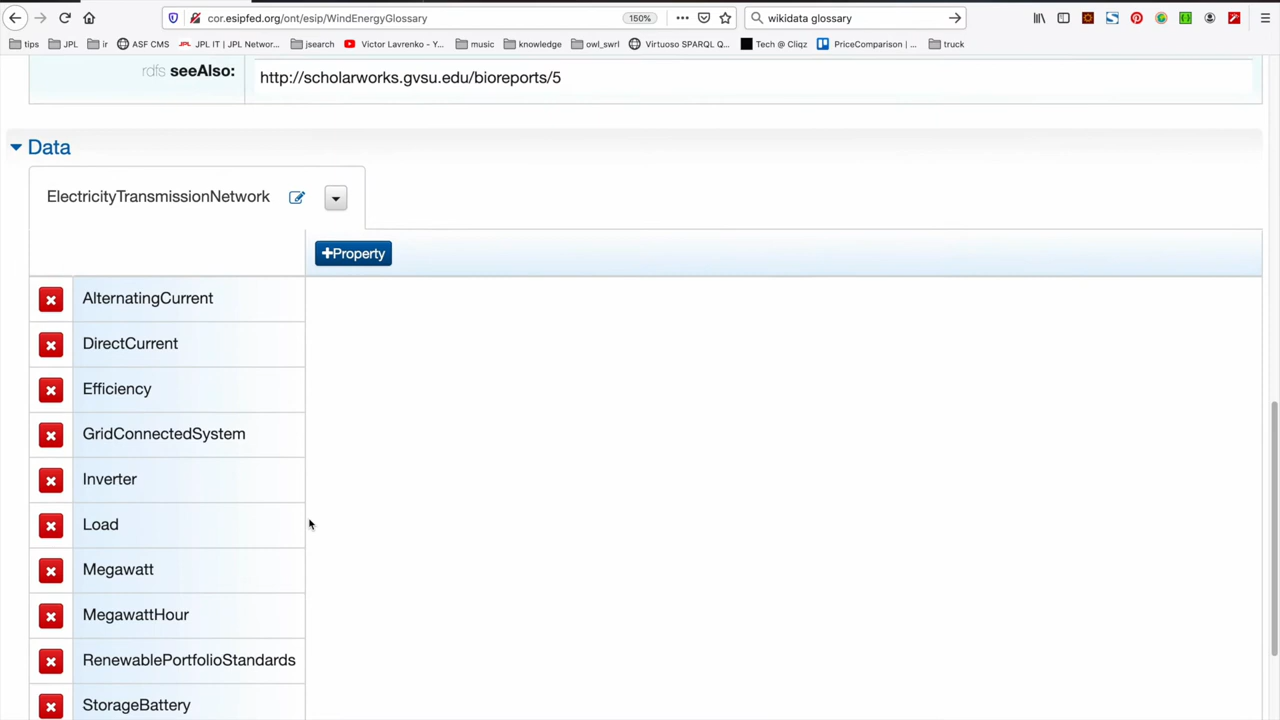 cor.esipfed.org/ont/esip/WindEnergyGlossary
150%
wikidata glossary
tips
JPL
ir
ASF CMS
JPL IT | JPL Networ...
jsearch
Victor Lavrenko - Y...
music
knowledge
owl_swrl
Virtuoso SPARQL Q...
Tech @ Cliqz
PriceComparison | ...
truck
rdfs seeAlso:
http://scholarworks.gvsu.edu/bioreports/5
Data
ElectricityTransmissionNetwork
+Property
AlternatingCurrent
DirectCurrent
Efficiency
GridConnectedSystem
Inverter
Load
Megawatt
MegawattHour
RenewablePortfolioStandards
StorageBattery